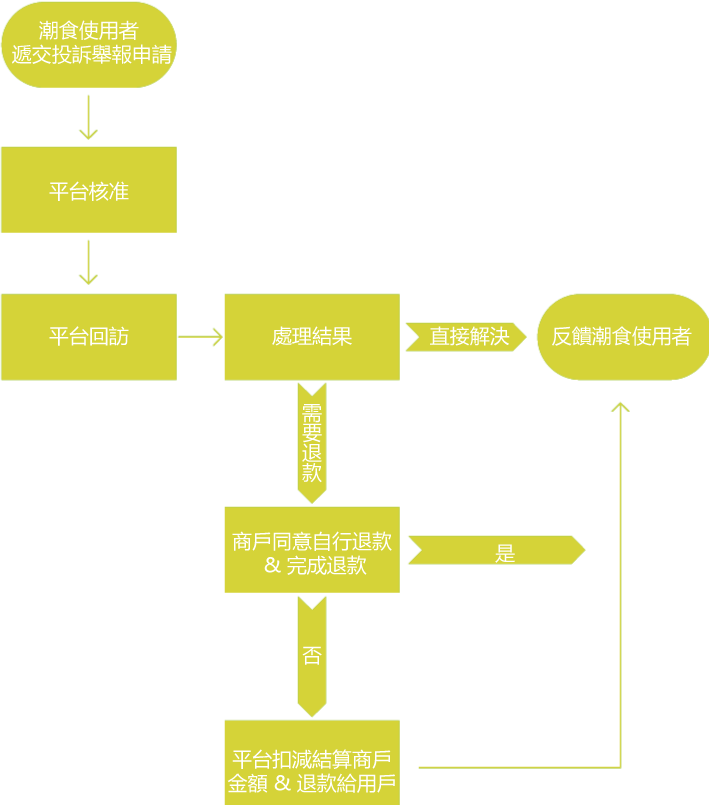 潮食使用者
遞交投訴舉報申請
平台核准
平台回訪
處理結果
直接解決
反饋潮食使用者
需要退款
商戶同意自行退款
& 完成退款
是
否
平台扣減結算商戶
金額 & 退款給用戶